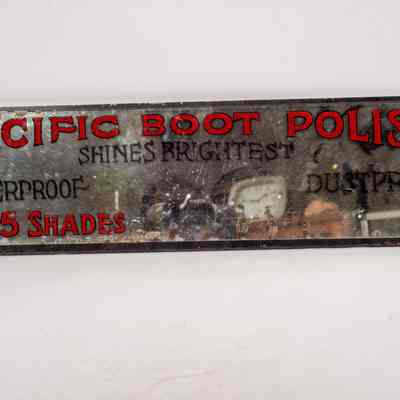 CIFIC BOOT POLIS
SHINES BRIGHTEST
ERPROOF DUSTPR
5 SHADES